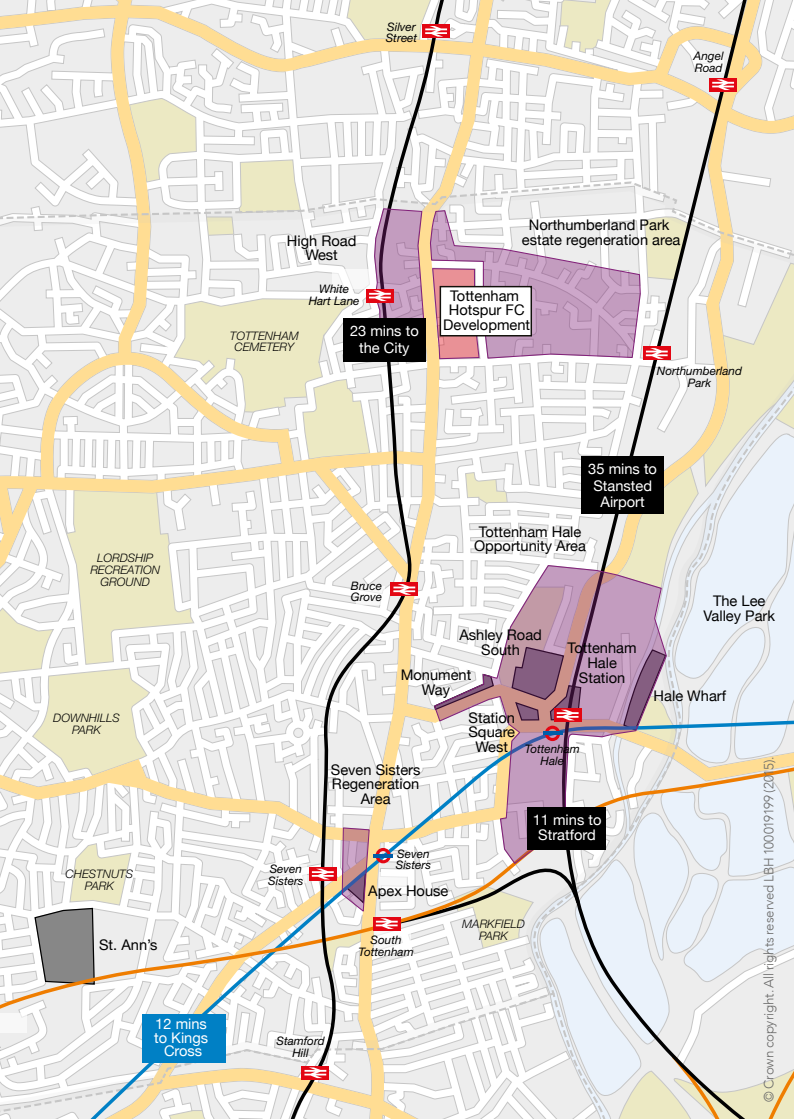 Silver
Street
Angel
Road
High Road
West
Northumberland Park
estate regeneration area
White
Hart Lane
Tottenham
Hotspur FC
Development
TOTTENHAM
CEMETERY
23 mins to
the City
Northumberland
Park
35 mins to
Stansted
Airport
Tottenham Hale
Opportunity Area
LORDSHIP
RECREATION
GROUND
Bruce
Grove
The Lee
Valley Park
Ashley Road
South
Tottenham
Hale
Station
Monument
Way
Hale Wharf
DOWNHILLS
PARK
Station
Square
West
Tottenham
Hale
Seven Sisters
Regeneration
Area
11 mins to
Stratford
Seven
Sisters
Seven
Sisters
CHESTNUTS
PARK
Apex House
St. Ann's
South
Tottenham
MARKFIELD
PARK
12 mins
to Kings
Cross
Stamford
Hill
© Crown copyright. All rights reserved LBH 100019199 (2015).